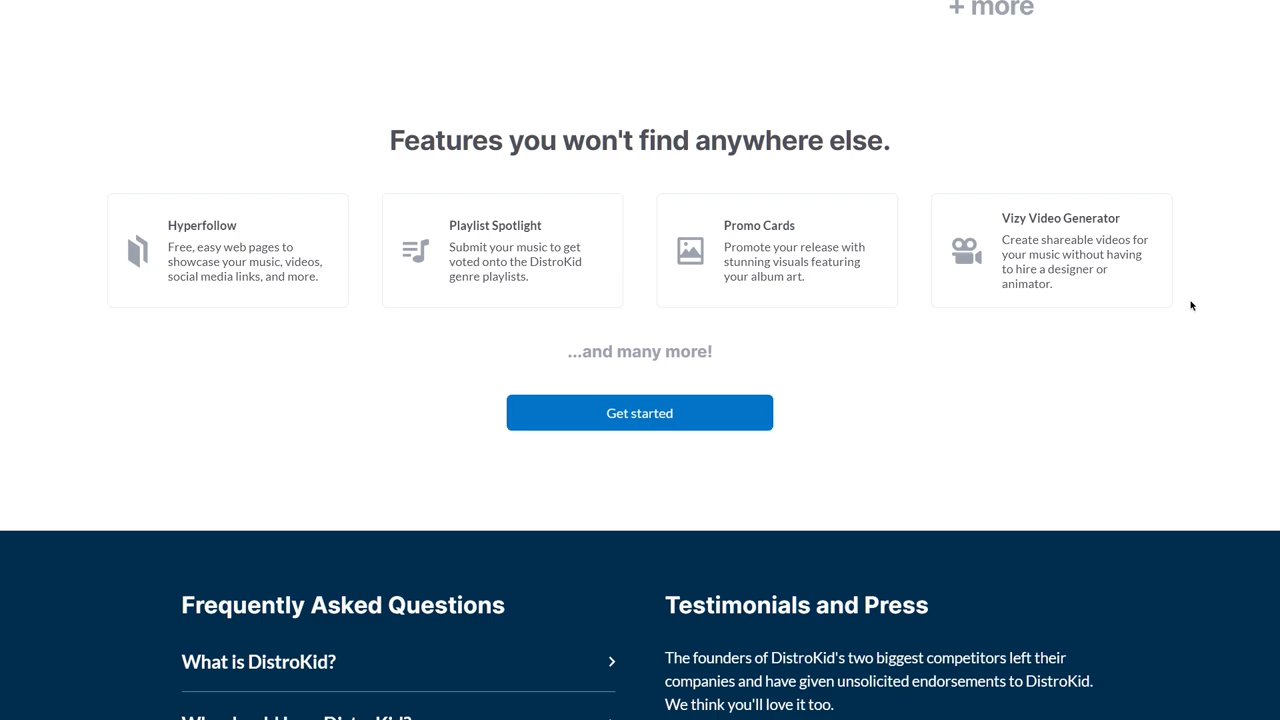 + more
Features you won't find anywhere else.
Hyperfollow
Free, easy web pages to
showcase your music, videos,
social media links, and more.
Playlist Spotlight
Submit your music to get
voted onto the DistroKid
genre playlists.
Promo Cards
Promote your release with
stunning visuals featuring
your album art.
Vizy Video Generator
Create shareable videos for
your music without having
to hire a designer or
animator.
...and many more!
Get started
Frequently Asked Questions
What is DistroKid?
Testimonials and Press
The founders of DistroKid's two biggest competitors left their
companies and have given unsolicited endorsements to DistroKid.
We think you'll love it too.